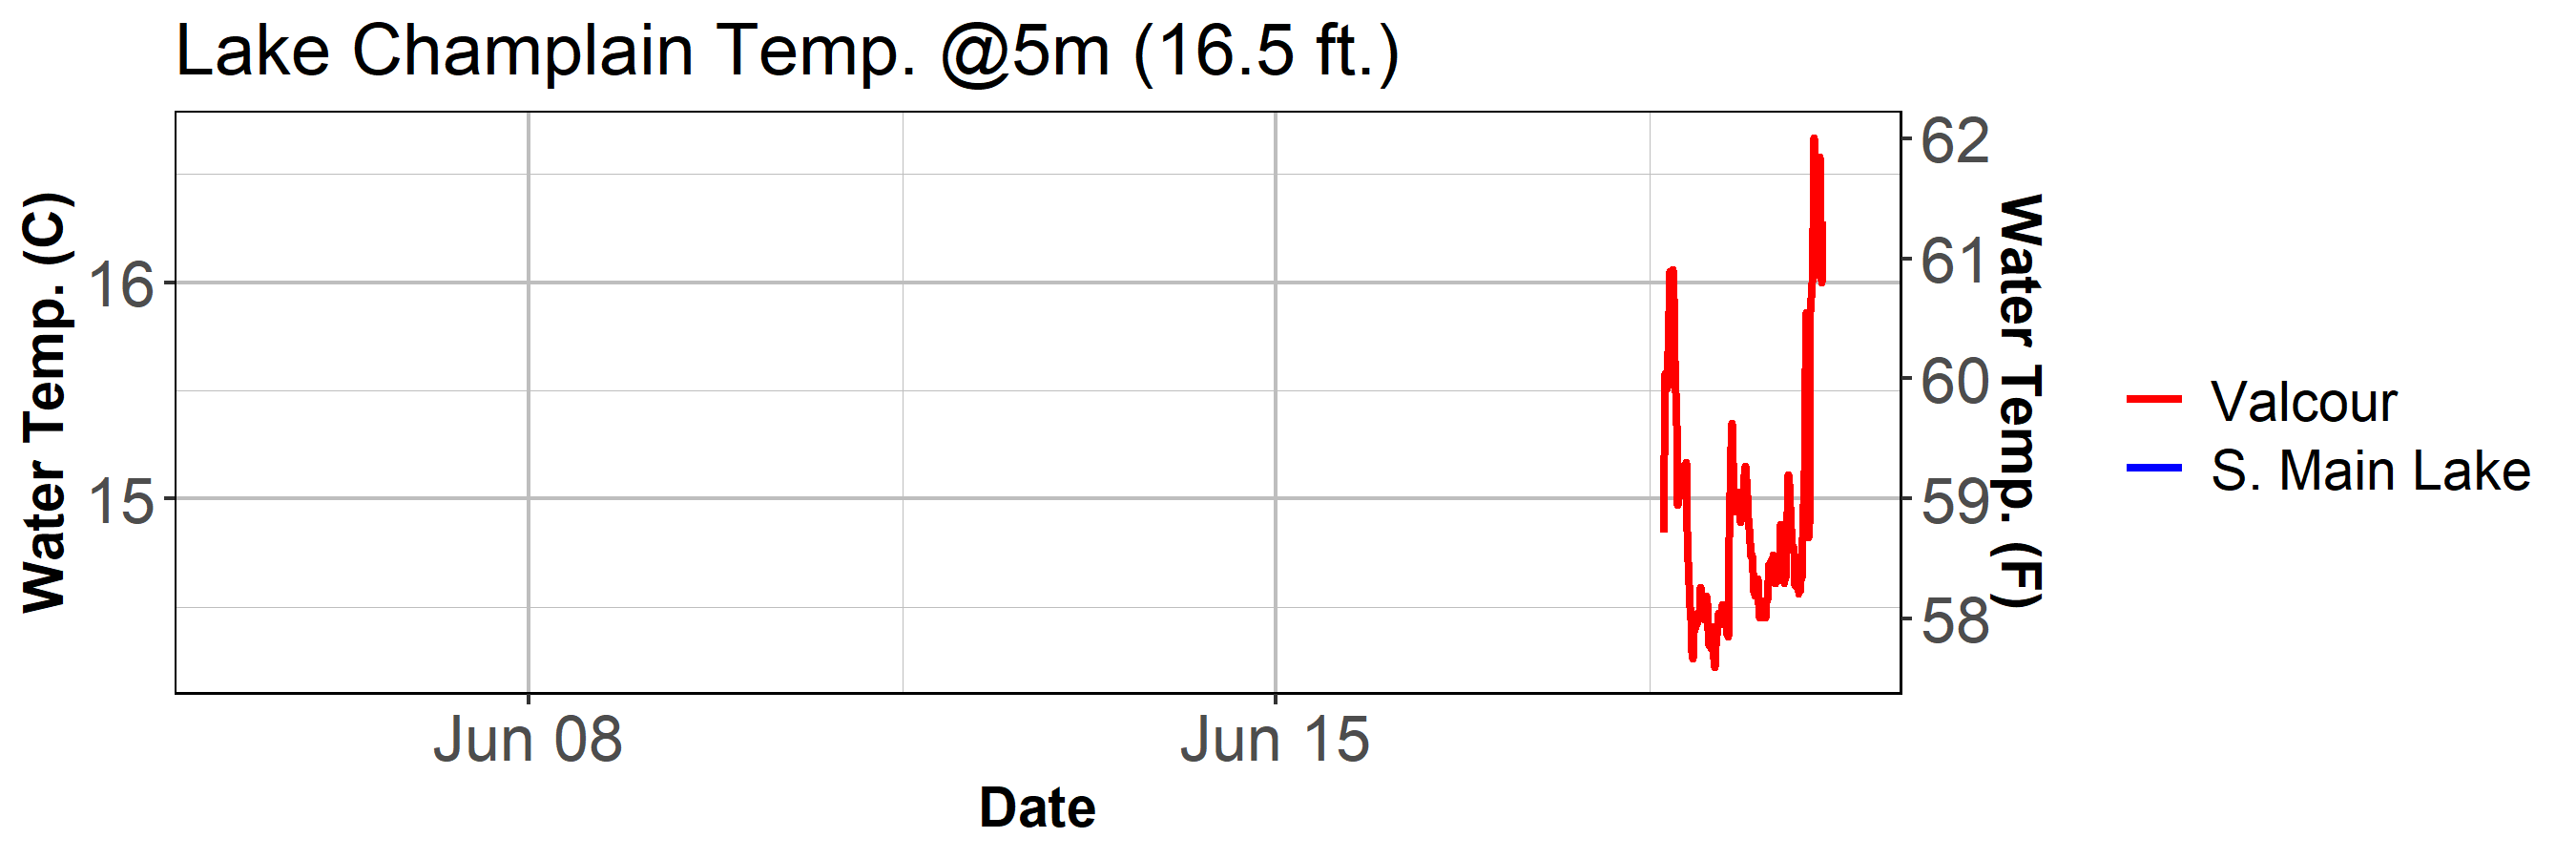 Lake Champlain Temp. @5m (16.5 ft.)
Water Temp. (C)
16
15
62
61
60
59
58
Water Temp. (F)
Jun 08
Jun 15
Date
Valcour
S. Main Lake